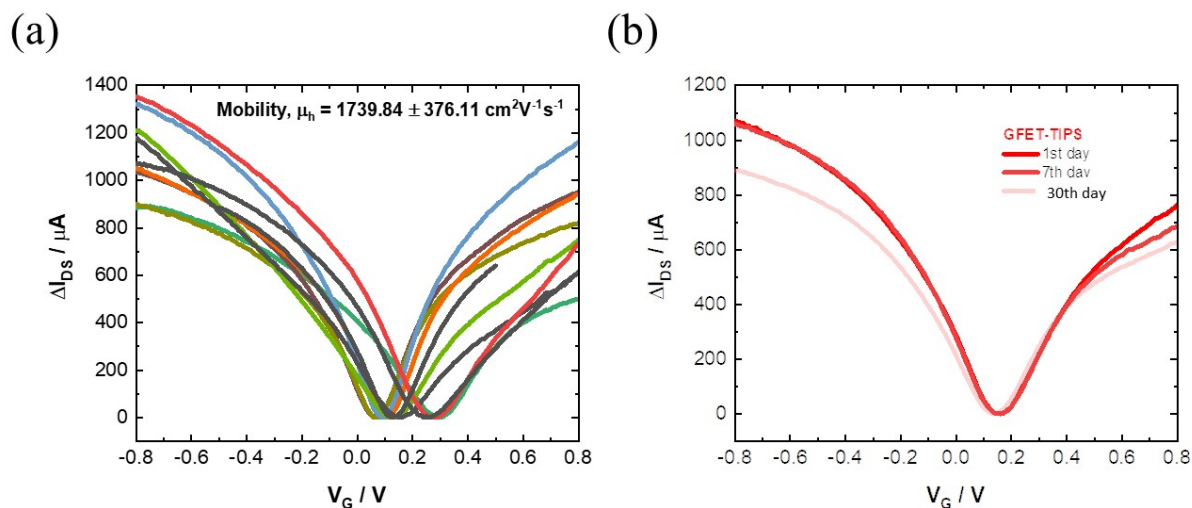 (a)
Mobility, μh = 1739.84 ± 376.11 cm²V⁻¹s⁻¹
1400
1200
1000
800
600
400
200
0
ΔIDS / μA
-0.8 -0.6 -0.4 -0.2 0.0 0.2 0.4 0.6 0.8
VG / V
(b)
GFET-TIPS
1st day
7th day
30th day
1200
1000
800
600
400
200
0
ΔIDS / μA
-0.8 -0.6 -0.4 -0.2 0.0 0.2 0.4 0.6 0.8
VG / V